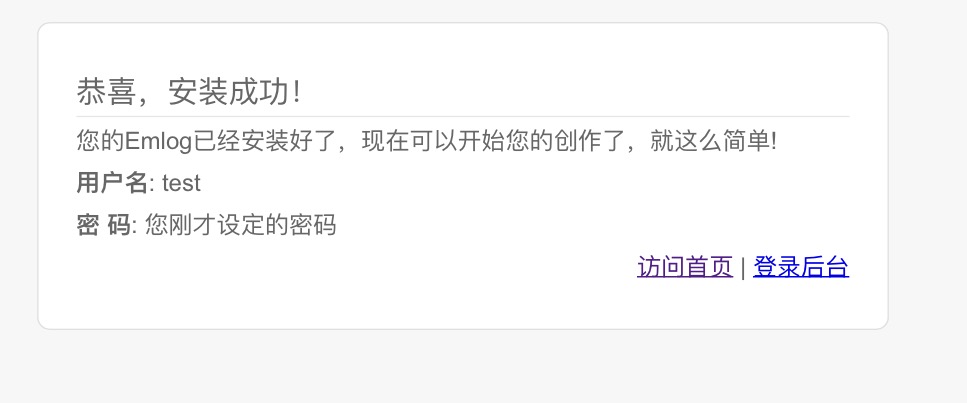 恭喜，安装成功！
您的Emlog已经安装好了，现在可以开始您的创作了，就这么简单!
用户名: test
密 码: 您刚才设定的密码
访问首页 | 登录后台